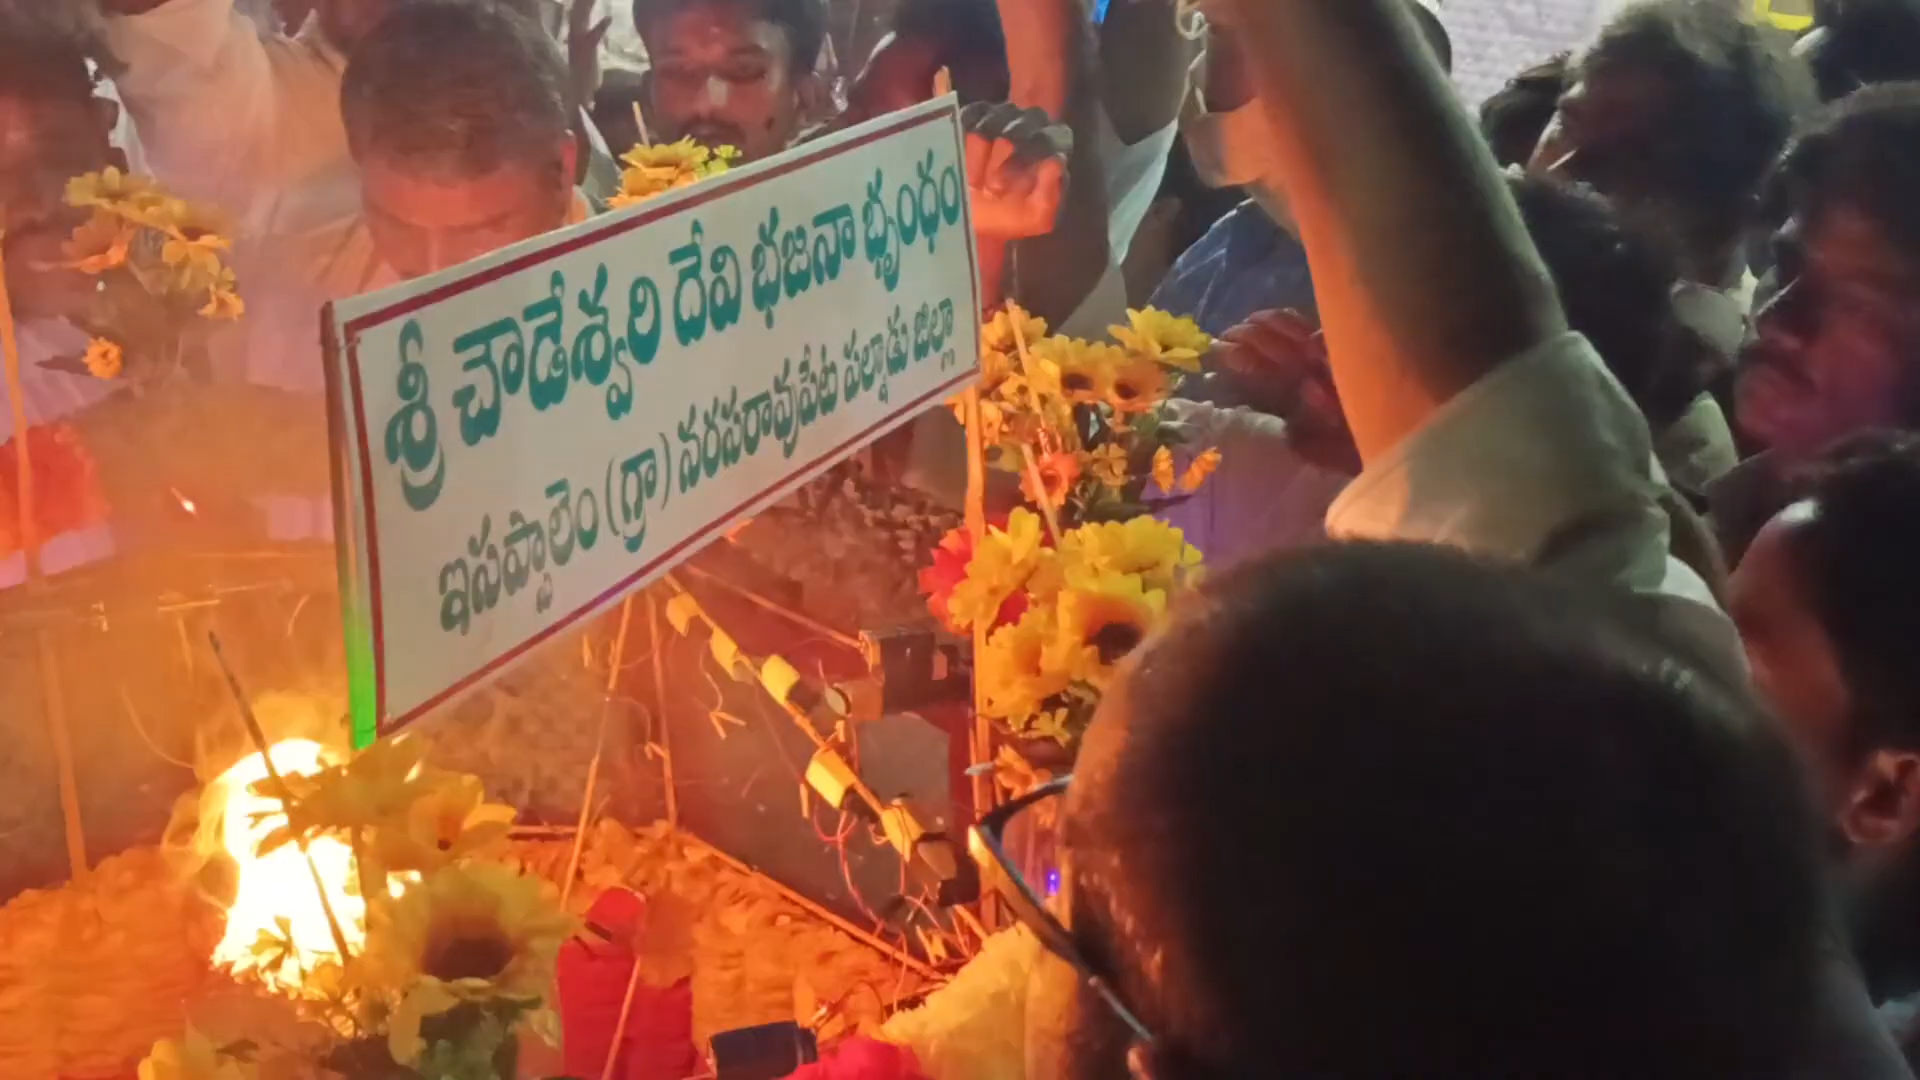 శ్రీ చౌడేశ్వరి దేవి భజనా బృంధం
ఇసప్పాలెం (గ్రా) నరసరావుపేట పల్నాడు జిల్లా